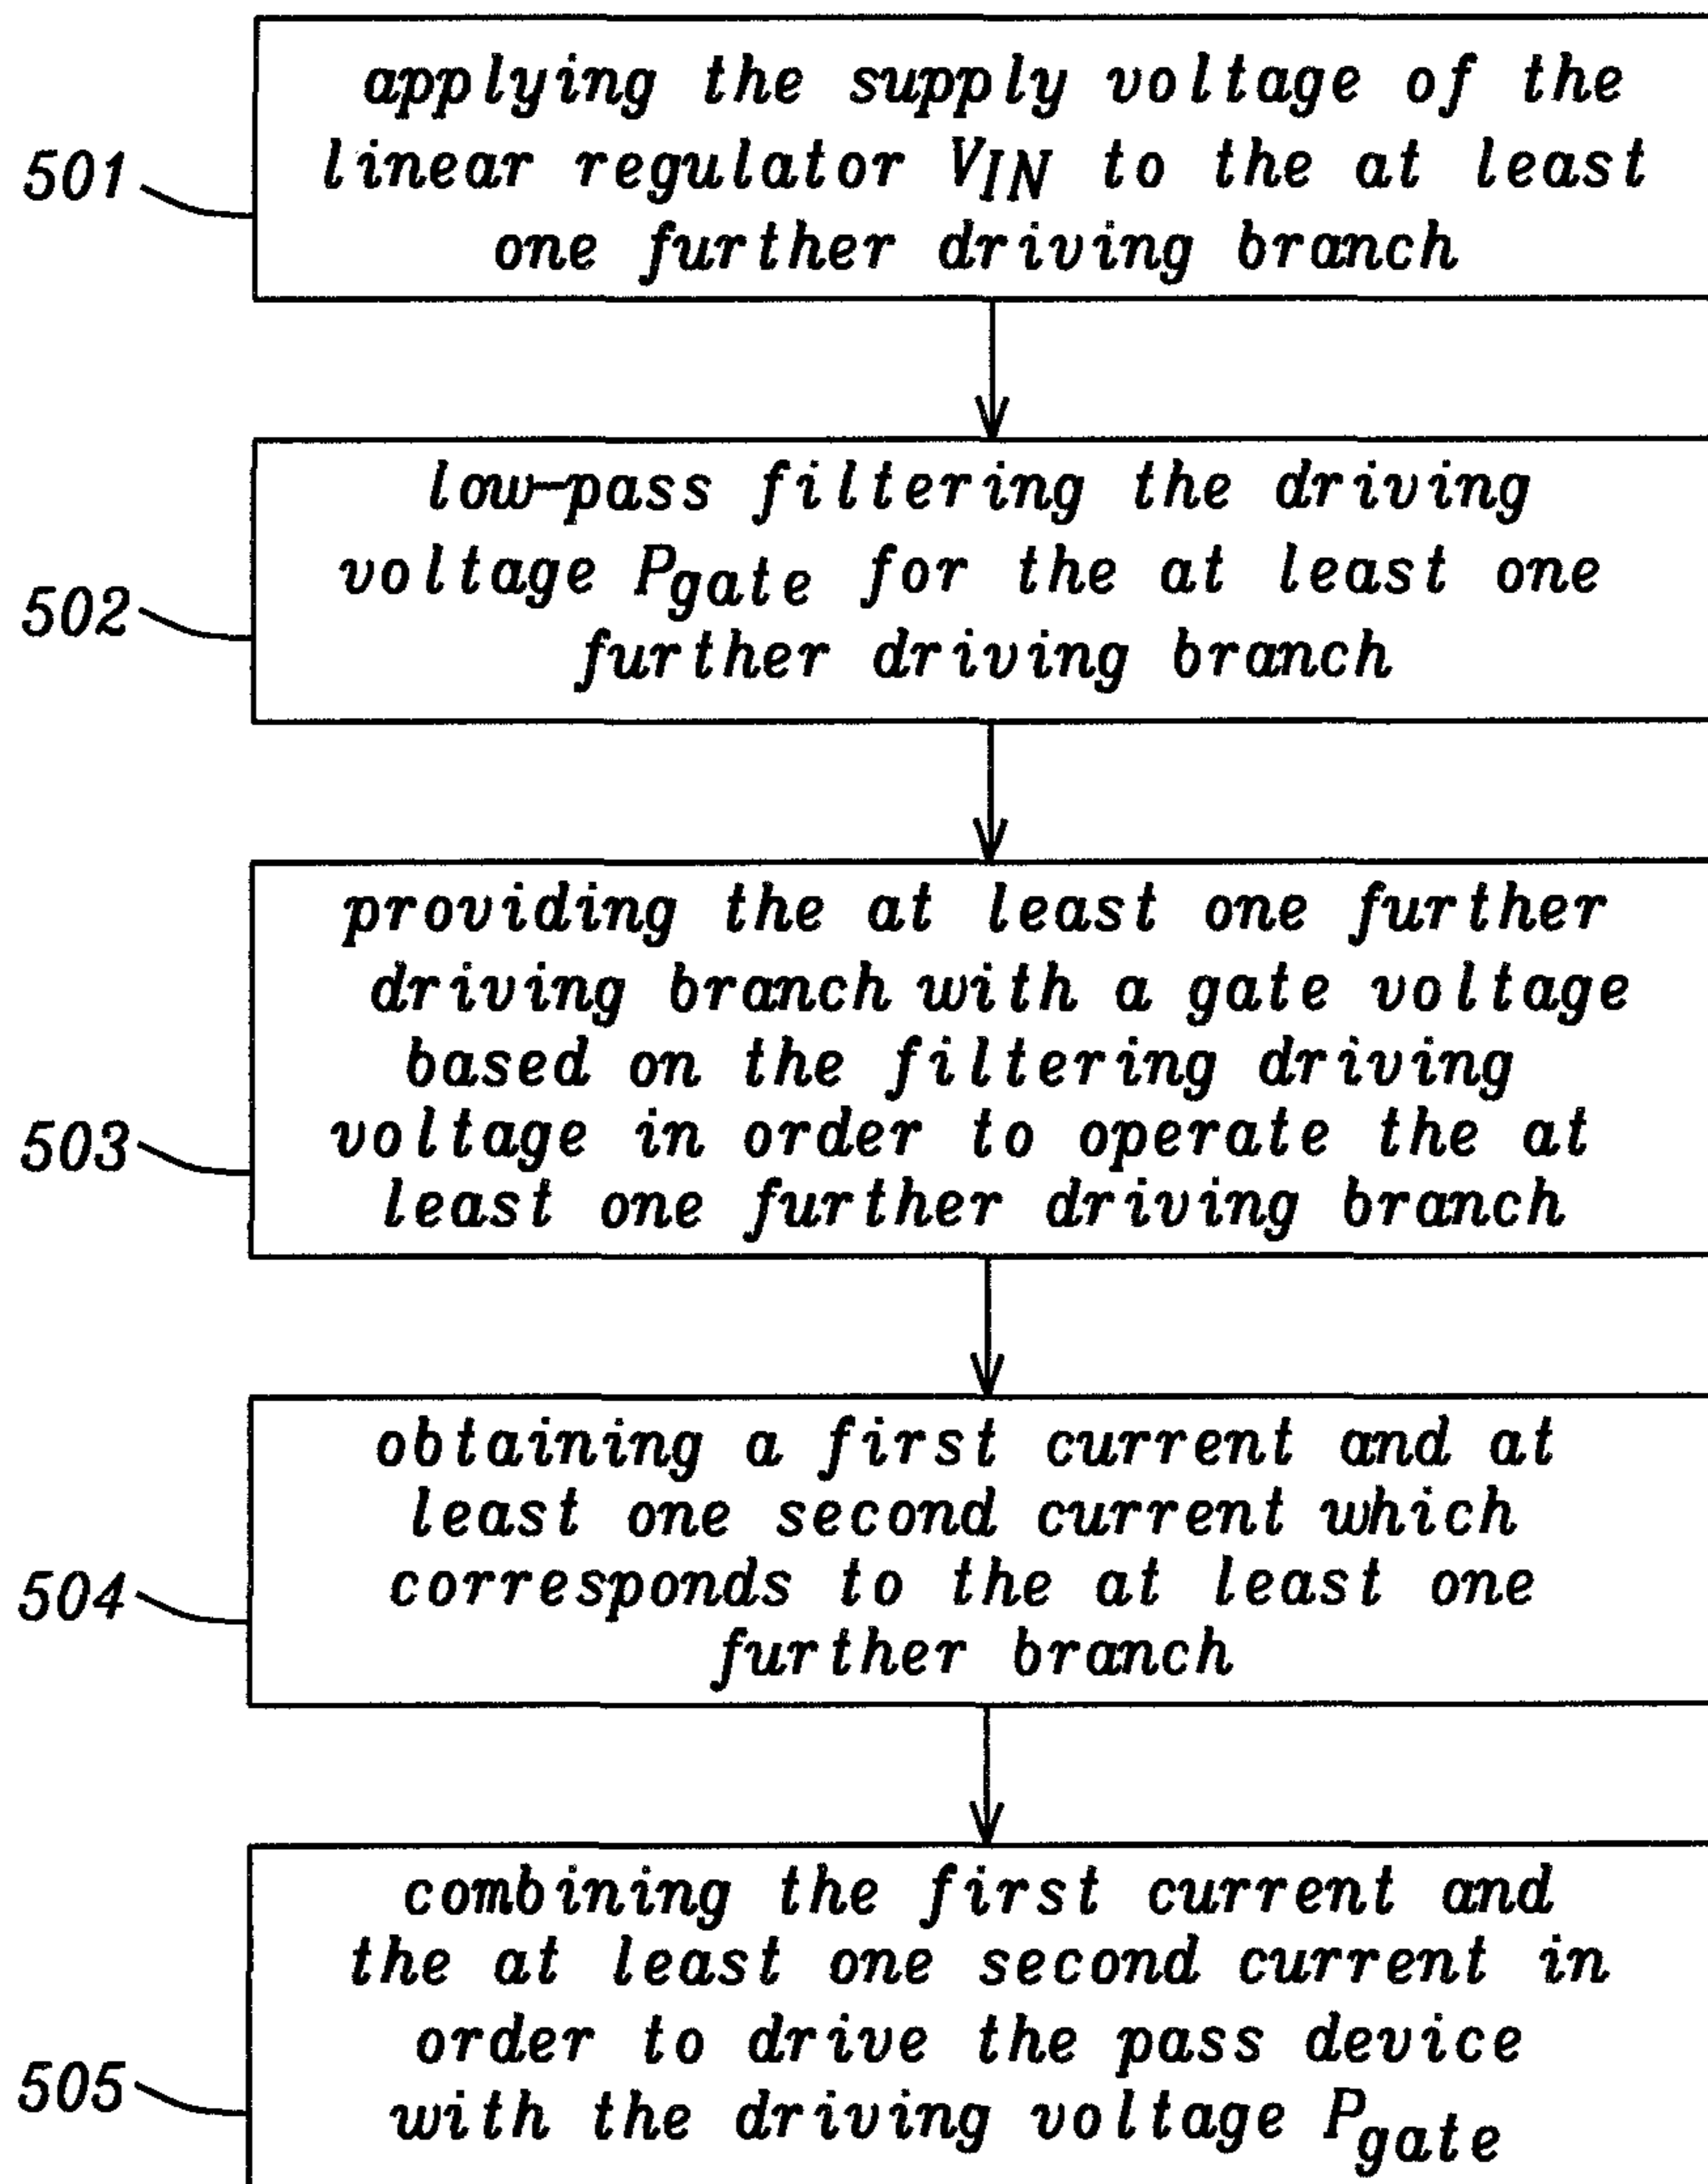 applying the supply voltage of the
501
linear regulator VIN to the at least
one further driving branch
low-pass filtering the driving
voltage Pgate for the at least one
502
further driving branch
providing the at least one further
driving branch with a gate voltage
based on the filtering driving
503
voltage in order to operate the at
least one further driving branch
obtaining a first current and at
least one second current which
504
corresponds to the at least one
further branch
combining the first current and
the at least one second current in
order to drive the pass device
505
with the driving voltage Pgate